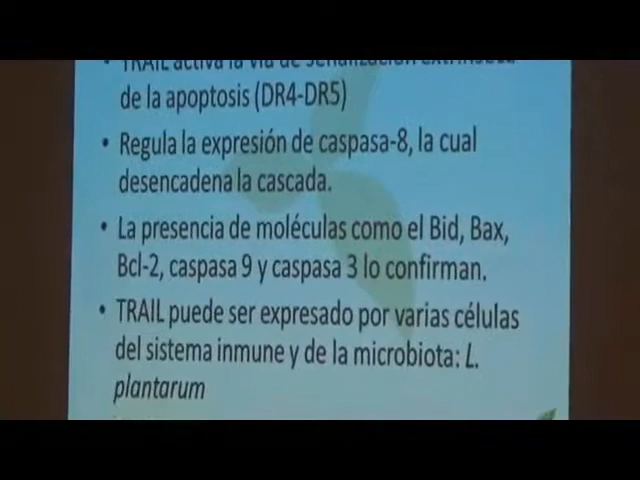 • TRAIL activa la vía de señalización extrínseca
de la apoptosis (DR4-DR5)
• Regula la expresión de caspasa-8, la cual
desencadena la cascada.
• La presencia de moléculas como el Bid, Bax,
Bcl-2, caspasa 9 y caspasa 3 lo confirman.
• TRAIL puede ser expresado por varias células
del sistema inmune y de la microbiota: L.
plantarum